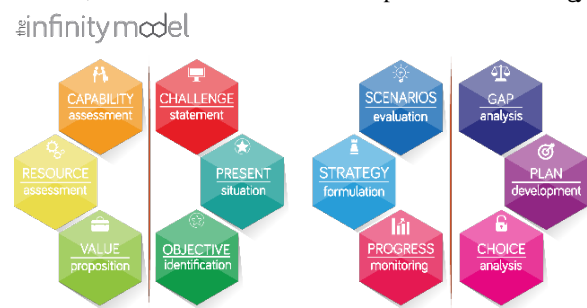 the infinity model
CAPABILITY
assessment
CHALLENGE
statement
SCENARIOS
evaluation
GAP
analysis
RESOURCE
assessment
PRESENT
situation
STRATEGY
formulation
PLAN
development
VALUE
proposition
OBJECTIVE
identification
PROGRESS
monitoring
CHOICE
analysis